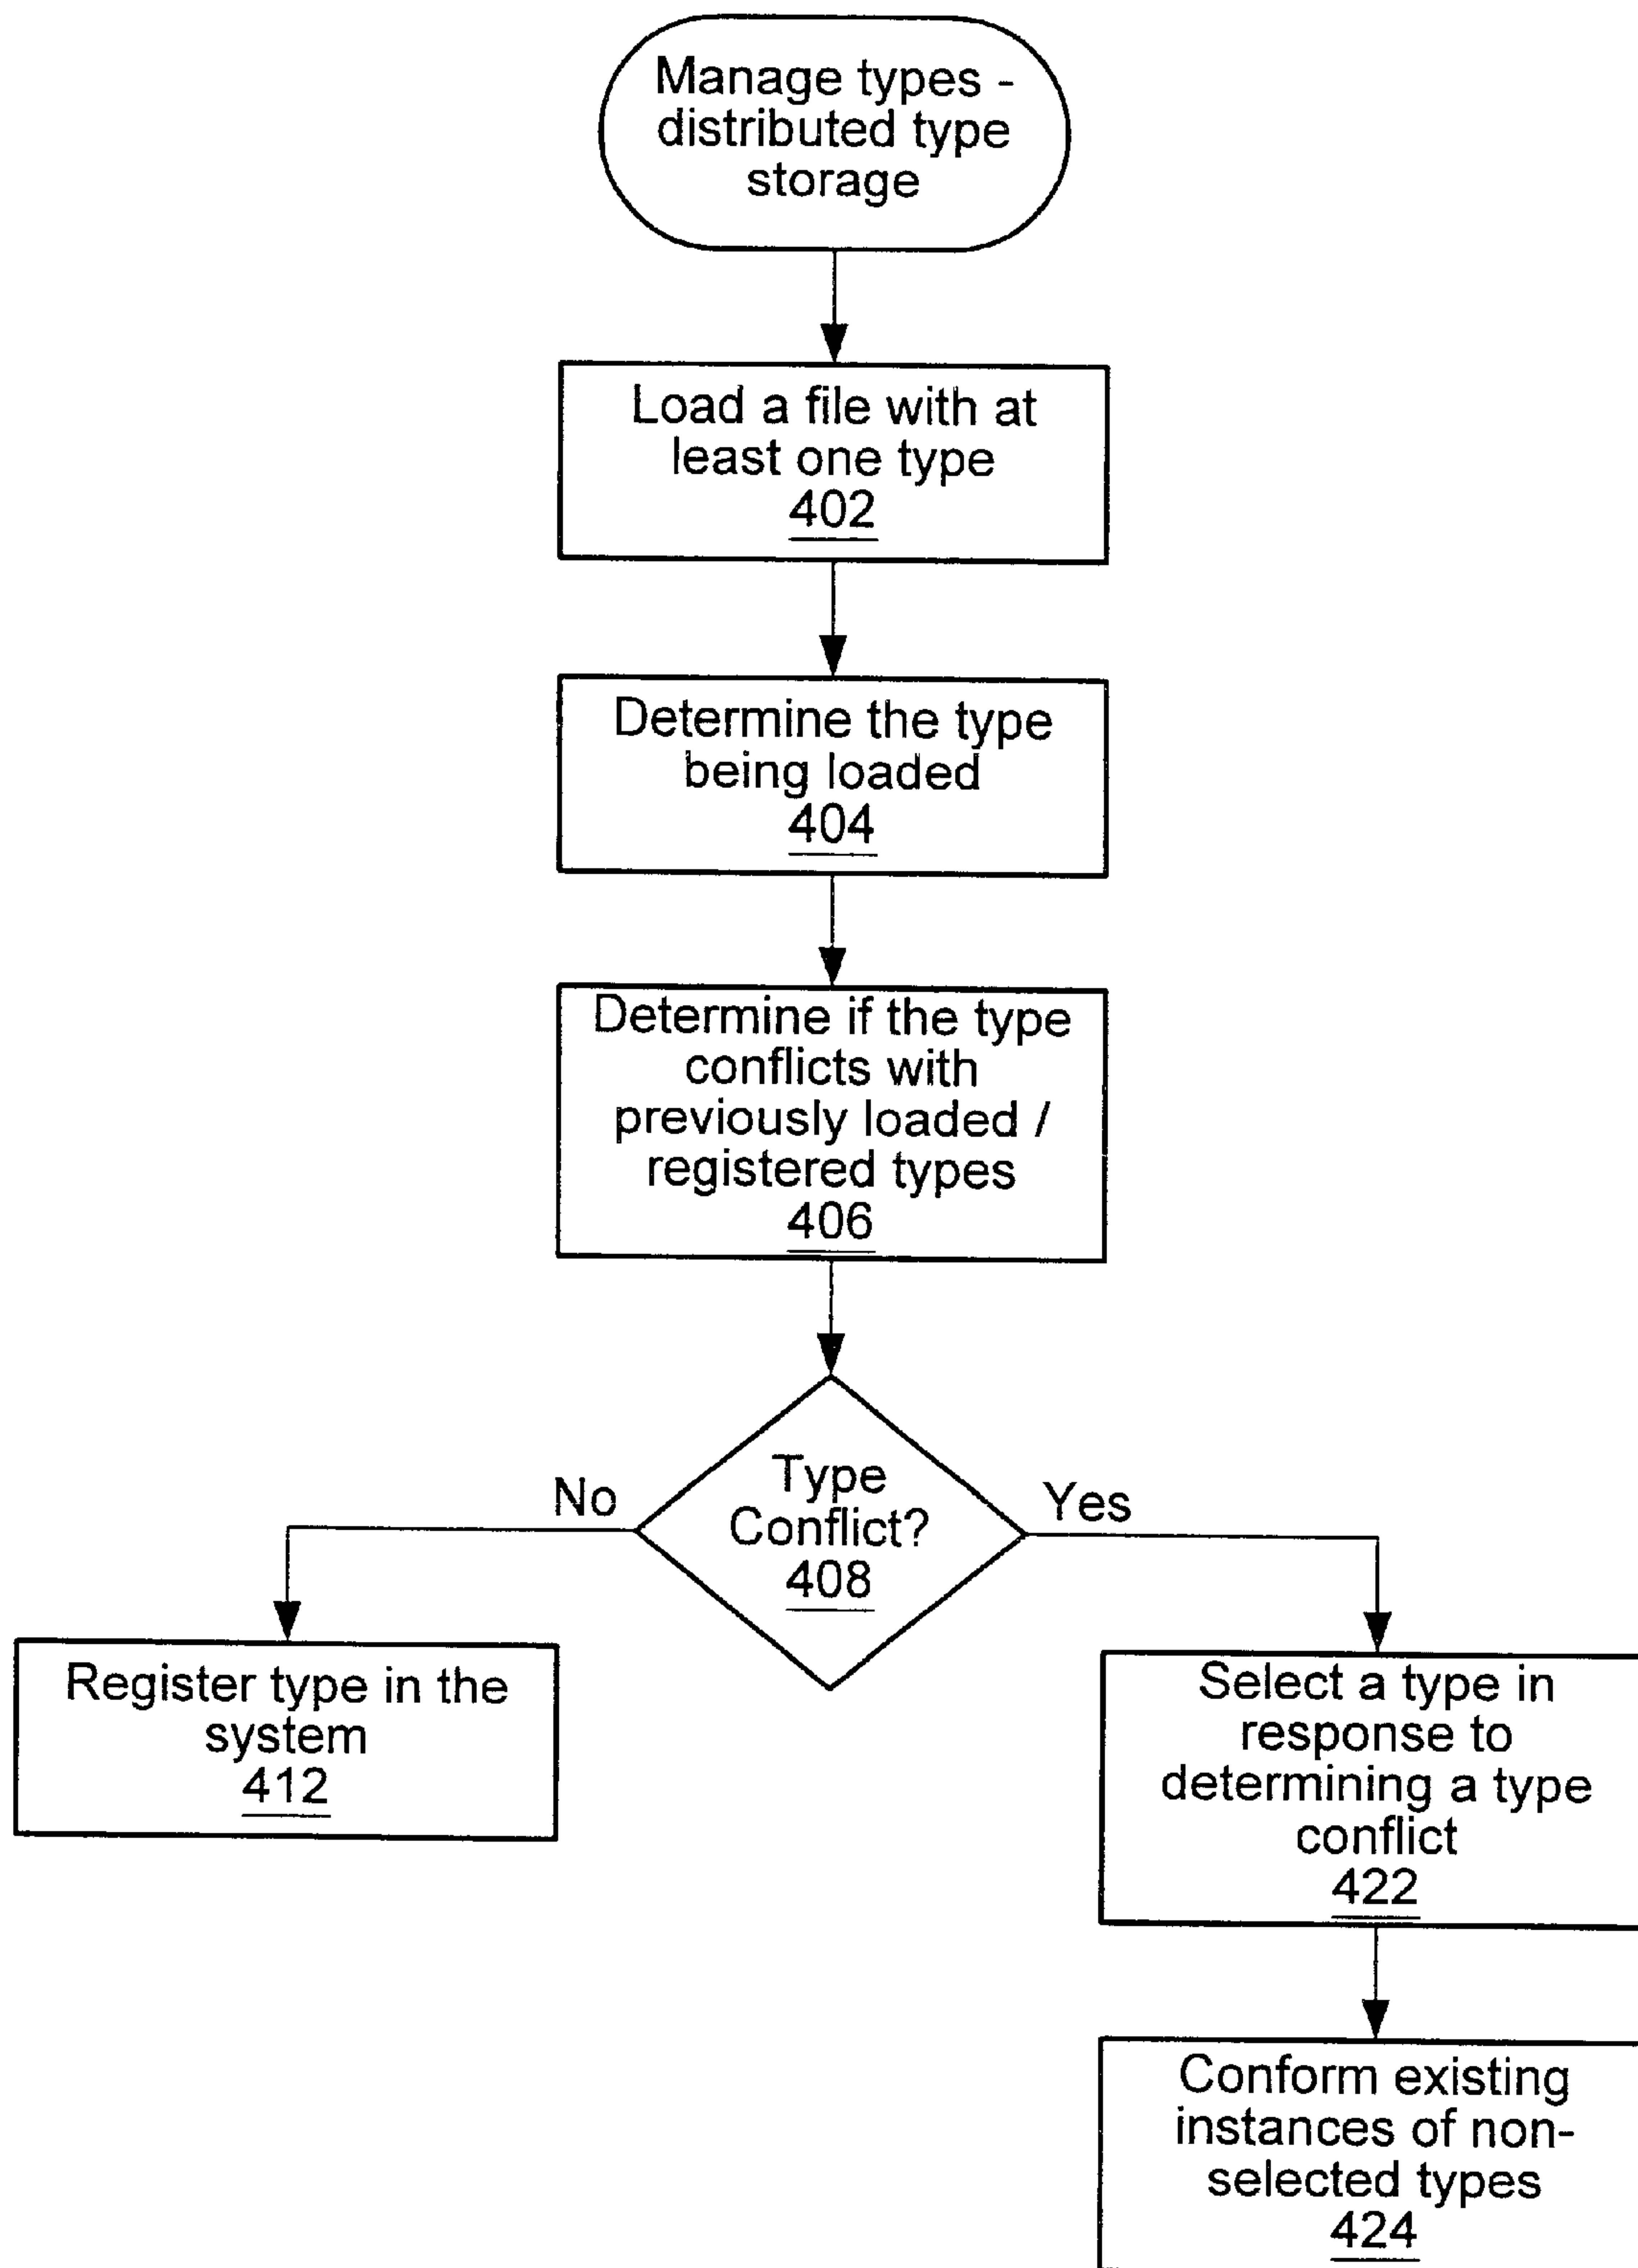 Manage types -
distributed type
storage
Load a file with at
least one type
402
Determine the type
being loaded
404
Determine if the type
conflicts with
previously loaded /
registered types
406
Type
Conflict?
408
No
Yes
Register type in the
system
412
Select a type in
response to
determining a type
conflict
422
Conform existing
instances of non-
selected types
424